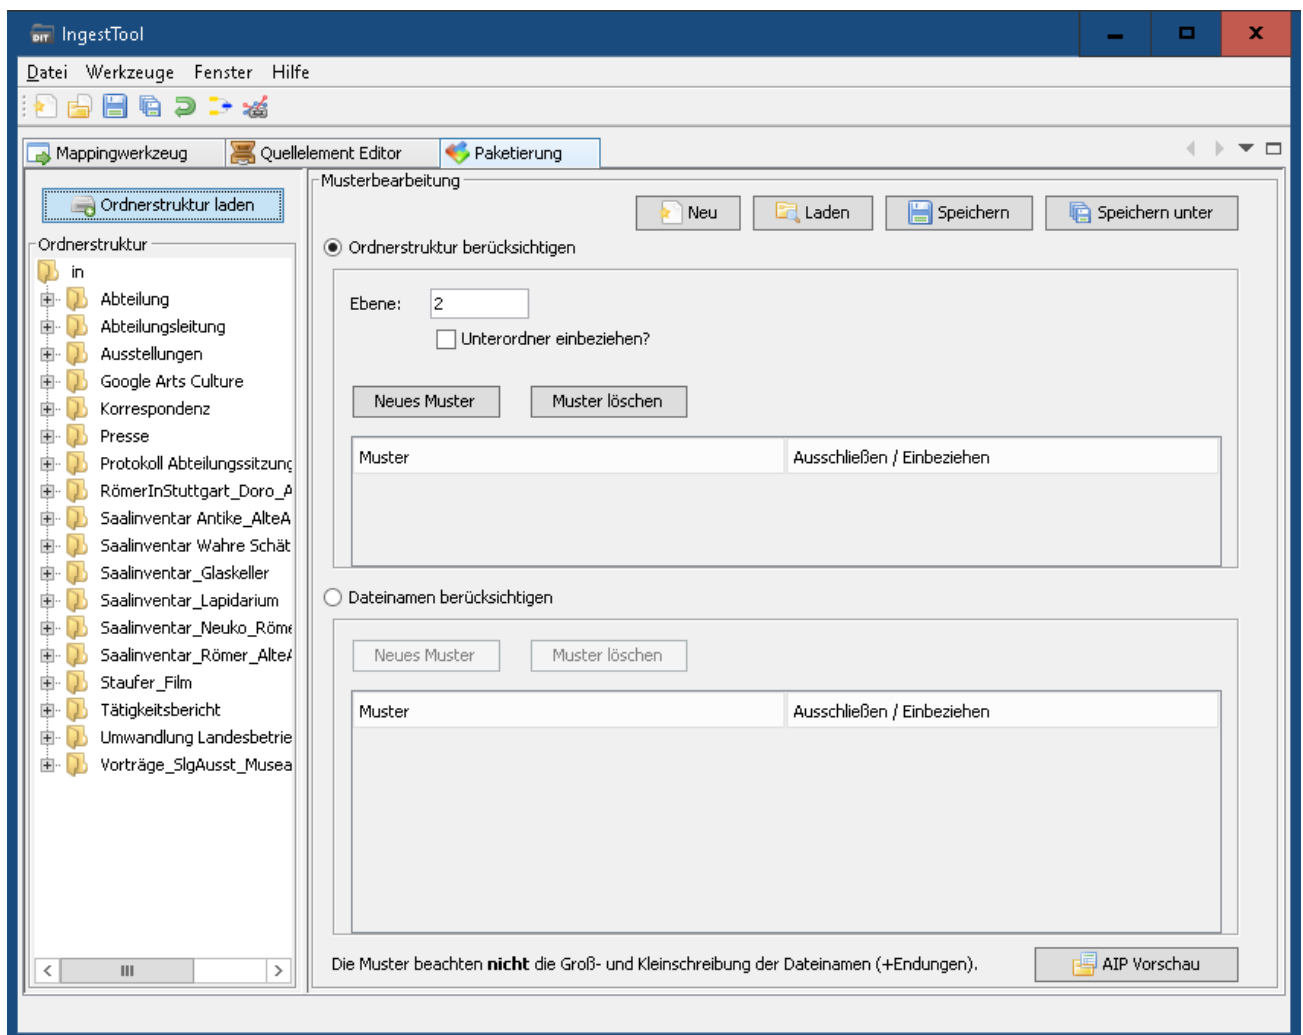 DIT IngestTool
Datei Werkzeuge Fenster Hilfe
Mappingwerkzeug Quellelement Editor Paketierung
Ordnerstruktur laden
Ordnerstruktur
in
Abteilung
Abteilungsleitung
Ausstellungen
Google Arts Culture
Korrespondenz
Presse
Protokoll Abteilungssitzung
RömerInStuttgart_Doro_A
Saalinventar Antike_AlteA
Saalinventar Wahre Schät
Saalinventar_Glaskeller
Saalinventar_Lapidarium
Saalinventar_Neuko_Röme
Saalinventar_Römer_AlteA
Staufer_Film
Tätigkeitsbericht
Umwandlung Landesbetrie
Vorträge_SlgAusst_Musea
Musterbearbeitung
Neu Laden Speichern Speichern unter
Ordnerstruktur berücksichtigen
Ebene: 2
Unterordner einbeziehen?
Neues Muster Muster löschen
Muster Ausschließen / Einbeziehen
Dateinamen berücksichtigen
Neues Muster Muster löschen
Muster Ausschließen / Einbeziehen
Die Muster beachten nicht die Groß- und Kleinschreibung der Dateinamen (+Endungen).
AIP Vorschau